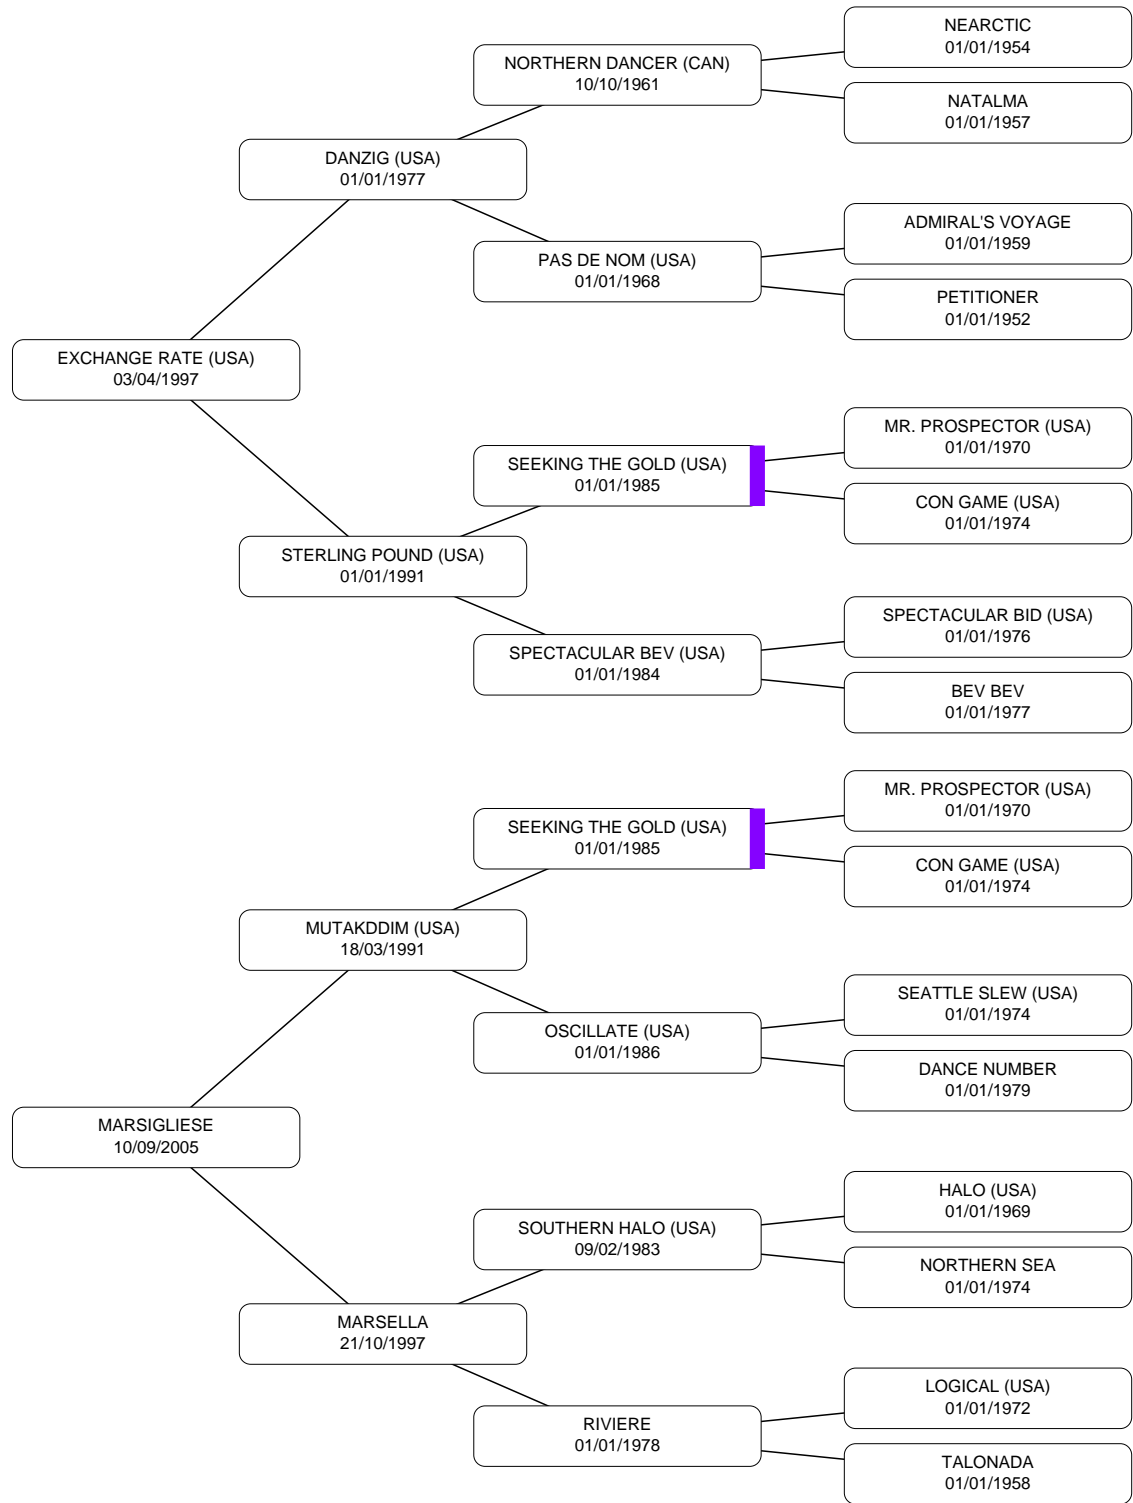 NEARCTIC
01/01/1954
NORTHERN DANCER (CAN)
10/10/1961
NATALMA
01/01/1957
DANZIG (USA)
01/01/1977
ADMIRAL'S VOYAGE
01/01/1959
PAS DE NOM (USA)
01/01/1968
PETITIONER
01/01/1952
EXCHANGE RATE (USA)
03/04/1997
MR. PROSPECTOR (USA)
01/01/1970
SEEKING THE GOLD (USA)
01/01/1985
CON GAME (USA)
01/01/1974
STERLING POUND (USA)
01/01/1991
SPECTACULAR BID (USA)
01/01/1976
SPECTACULAR BEV (USA)
01/01/1984
BEV BEV
01/01/1977
MR. PROSPECTOR (USA)
01/01/1970
SEEKING THE GOLD (USA)
01/01/1985
CON GAME (USA)
01/01/1974
MUTAKDDIM (USA)
18/03/1991
SEATTLE SLEW (USA)
01/01/1974
OSCILLATE (USA)
01/01/1986
DANCE NUMBER
01/01/1979
MARSIGLIESE
10/09/2005
HALO (USA)
01/01/1969
SOUTHERN HALO (USA)
09/02/1983
NORTHERN SEA
01/01/1974
MARSELLA
21/10/1997
LOGICAL (USA)
01/01/1972
RIVIERE
01/01/1978
TALONADA
01/01/1958